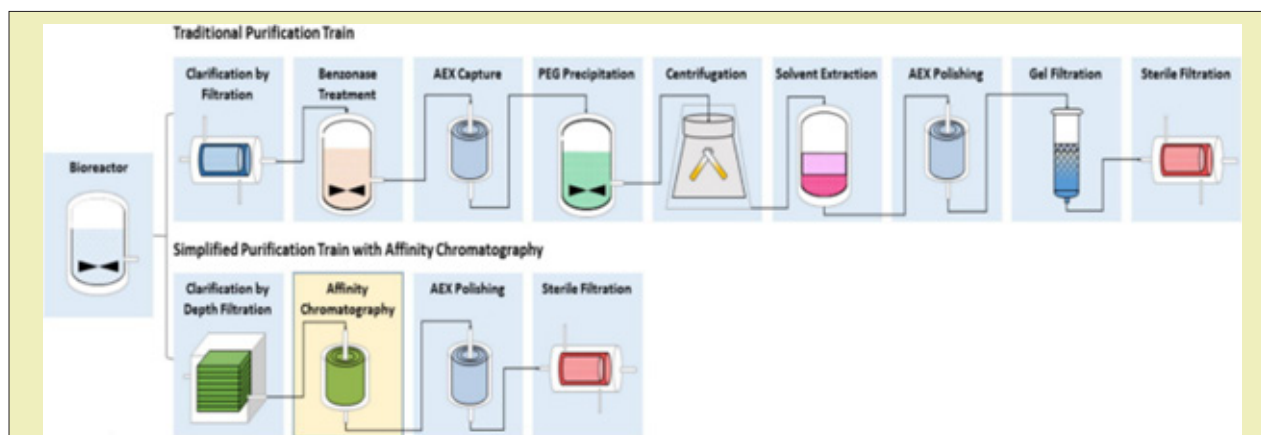 Traditional Purification Train
Clarification by
Filtration
Benzonase
Treatment
AEX Capture
PEG Precipitation
Centrifugation
Solvent Extraction
AEX Polishing
Gel Filtration
Sterile Filtration
Bioreactor
Simplified Purification Train with Affinity Chromatography
Clarification by
Depth Filtration
Affinity
Chromatography
AEX Polishing
Sterile Filtration